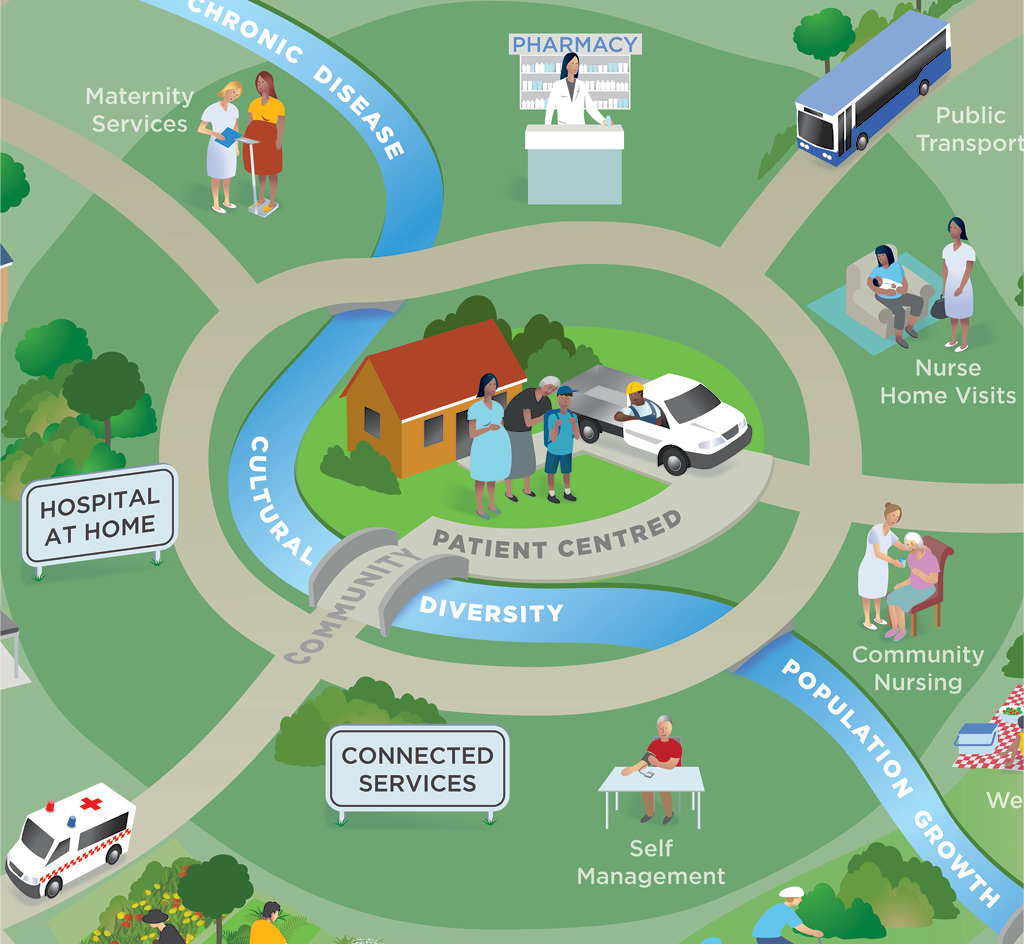 CHRONIC DISEASE
PHARMACY
Maternity
Services
Public
Transport
Nurse
Home Visits
HOSPITAL
AT HOME
CULTURAL
PATIENT CENTRED
COMMUNITY
DIVERSITY
Community
Nursing
POPULATION GROWTH
CONNECTED
SERVICES
We
Self
Management